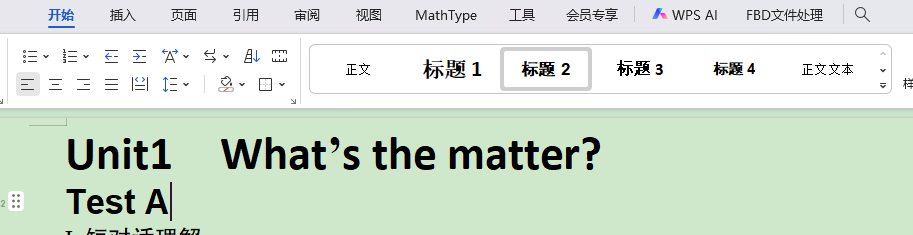 开始 插入 页面 引用 审阅 视图 MathType 工具 会员专享 WPS AI FBD文件处理
正文 标题 1 标题 2 标题 3 标题 4 正文文本
Unit1 What’s the matter?
2 Test A